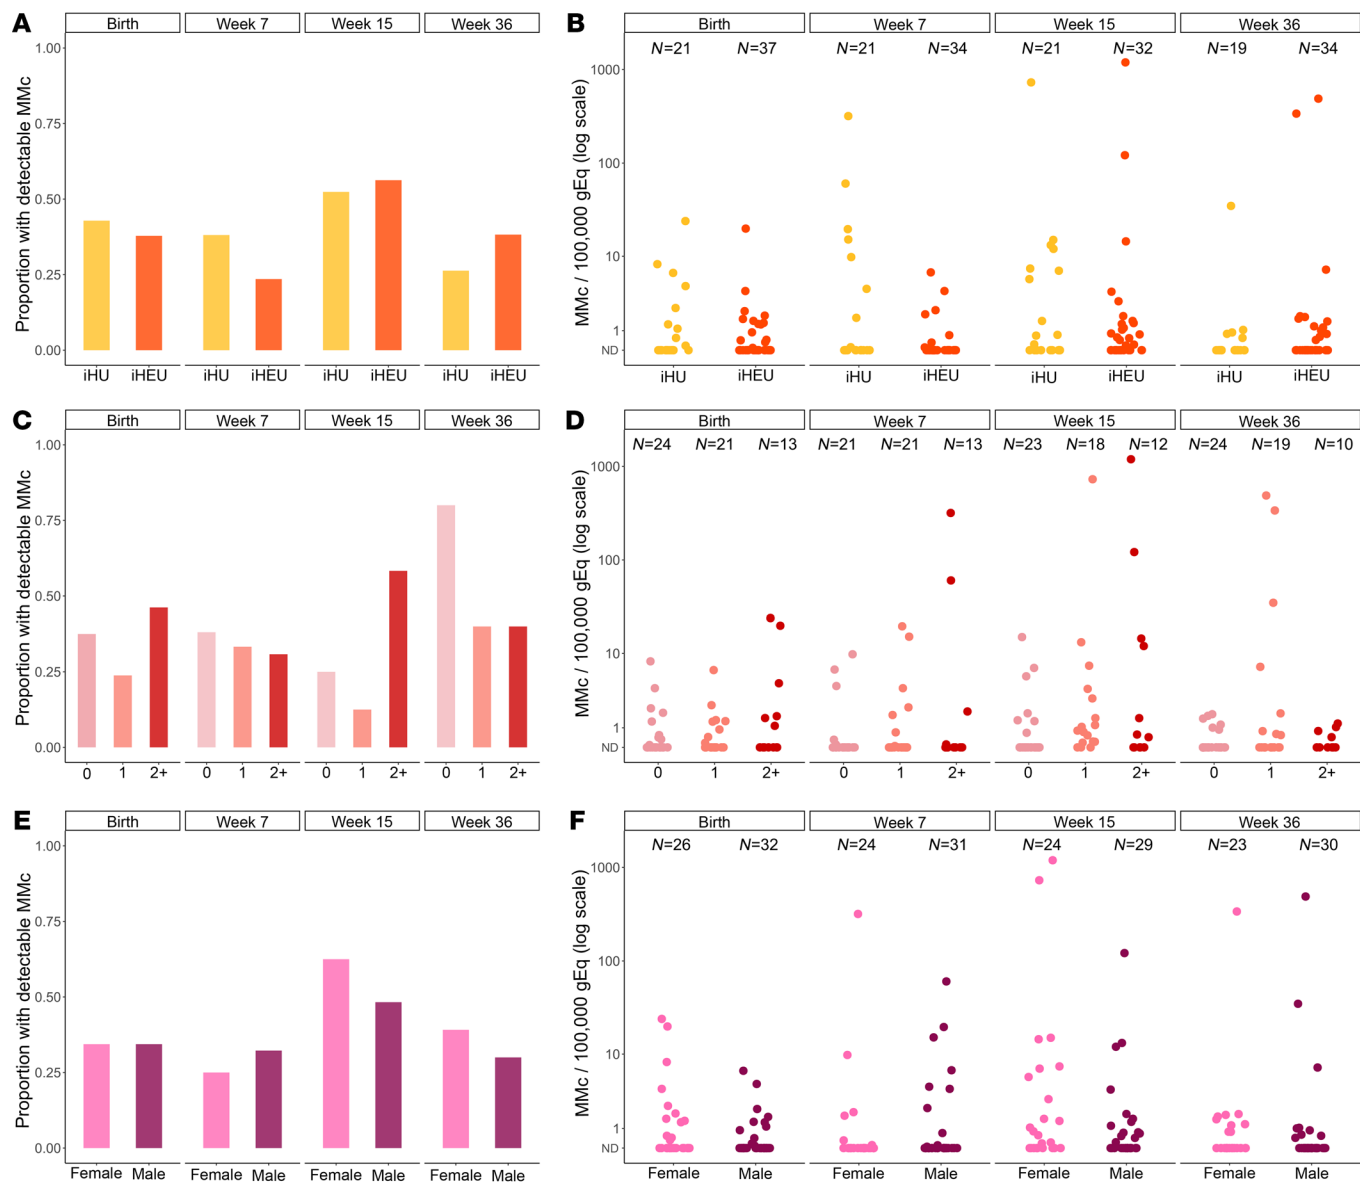 A
Birth Week 7 Week 15 Week 36
Proportion with detectable MMc
1.00
0.75
0.50
0.25
0.00
iHU iHEU iHU iHEU iHU iHEU iHU iHEU
B
Birth Week 7 Week 15 Week 36
N=21 N=37 N=21 N=34 N=21 N=32 N=19 N=34
MMc / 100,000 gEq (log scale)
1000
100
10
1
ND
iHU iHEU iHU iHEU iHU iHEU iHU iHEU
C
Birth Week 7 Week 15 Week 36
Proportion with detectable MMc
1.00
0.75
0.50
0.25
0.00
0 1 2+ 0 1 2+ 0 1 2+ 0 1 2+
D
Birth Week 7 Week 15 Week 36
N=24 N=21 N=13 N=21 N=21 N=13 N=23 N=18 N=12 N=24 N=19 N=10
MMc / 100,000 gEq (log scale)
1000
100
10
1
ND
0 1 2+ 0 1 2+ 0 1 2+ 0 1 2+
E
Birth Week 7 Week 15 Week 36
Proportion with detectable MMc
1.00
0.75
0.50
0.25
0.00
Female Male Female Male Female Male Female Male
F
Birth Week 7 Week 15 Week 36
N=26 N=32 N=24 N=31 N=24 N=29 N=23 N=30
MMc / 100,000 gEq (log scale)
1000
100
10
1
ND
Female Male Female Male Female Male Female Male